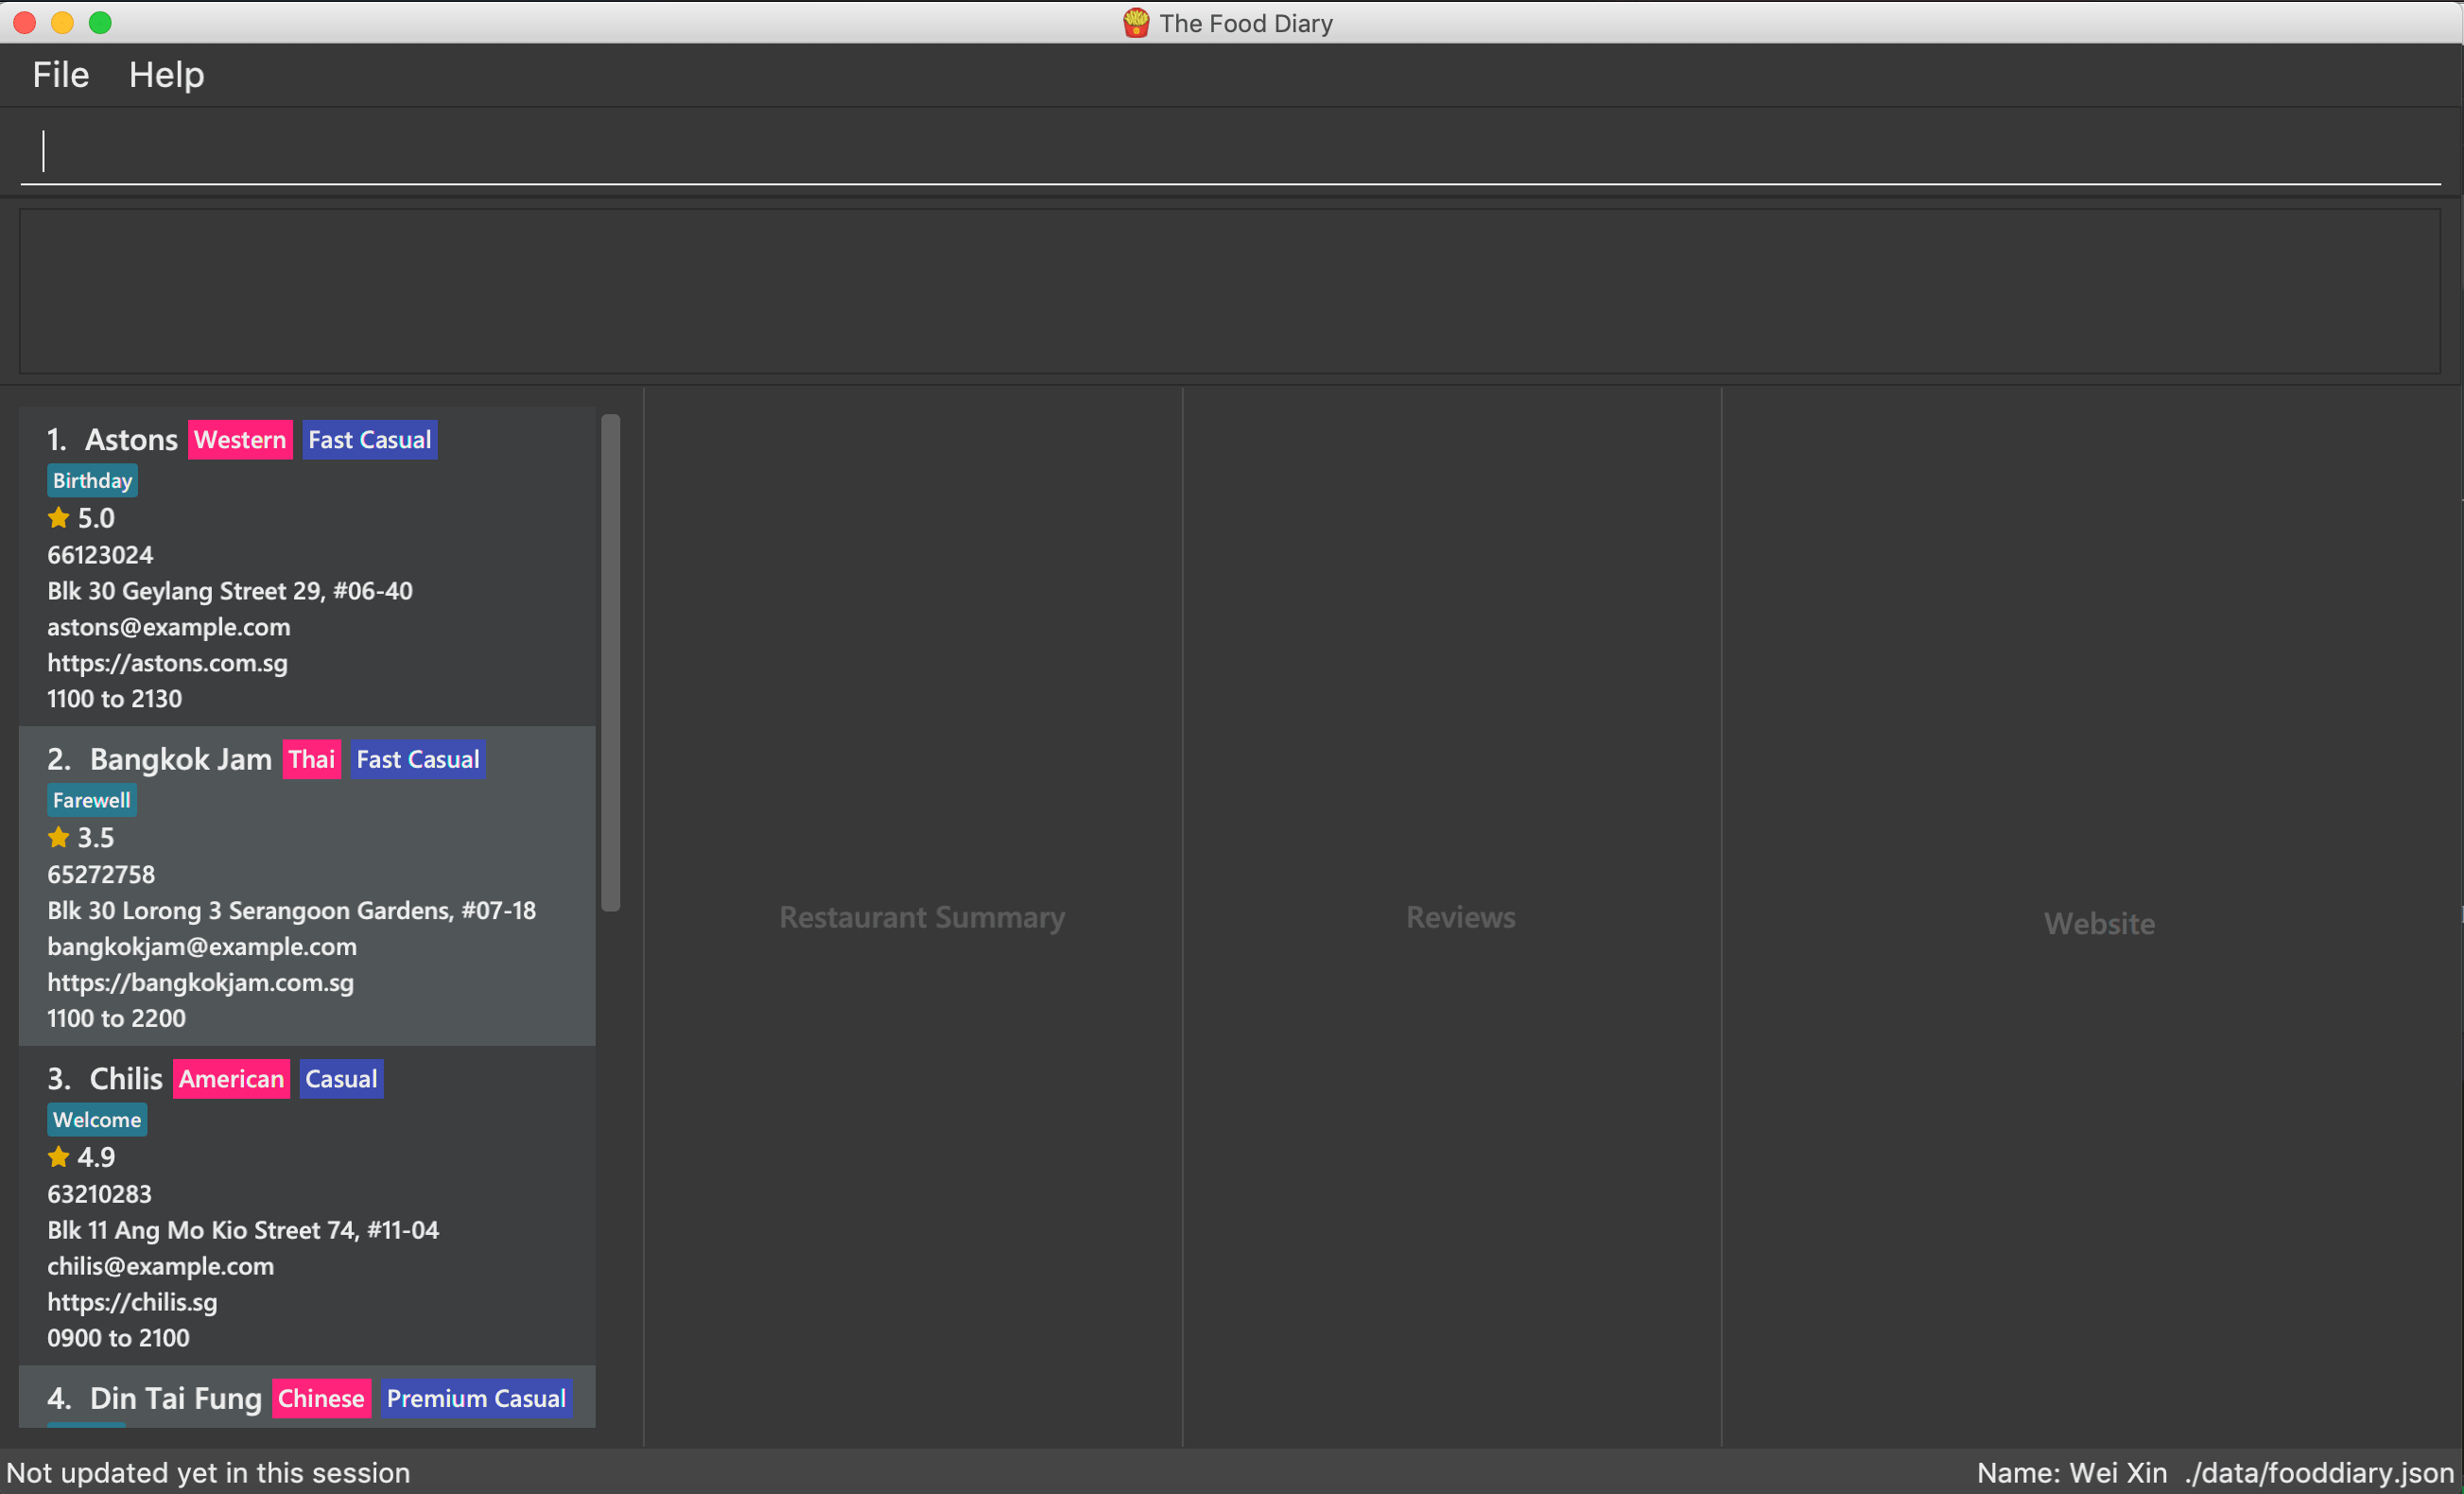 The Food Diary
File Help
1. Astons Western Fast Casual
Birthday
5.0
66123024
Blk 30 Geylang Street 29, #06-40
astons@example.com
https://astons.com.sg
1100 to 2130
2. Bangkok Jam Thai Fast Casual
Farewell
3.5
65272758
Blk 30 Lorong 3 Serangoon Gardens, #07-18
bangkokjam@example.com
https://bangkokjam.com.sg
1100 to 2200
3. Chilis American Casual
Welcome
4.9
63210283
Blk 11 Ang Mo Kio Street 74, #11-04
chilis@example.com
https://chilis.sg
0900 to 2100
4. Din Tai Fung Chinese Premium Casual
Restaurant Summary
Reviews
Website
Not updated yet in this session
Name: Wei Xin ./data/fooddiary.json